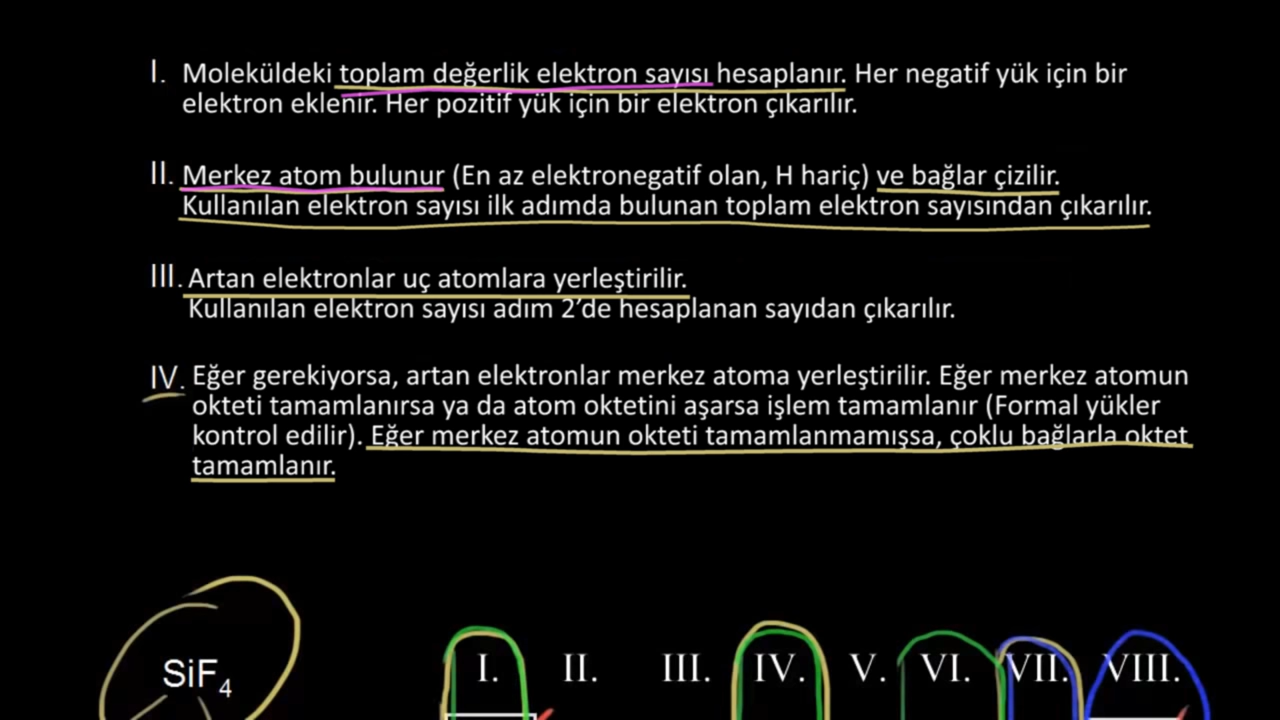 I. Moleküldeki toplam değerlik elektron sayısı hesaplanır. Her negatif yük için bir
elektron eklenir. Her pozitif yük için bir elektron çıkarılır.
II. Merkez atom bulunur (En az elektronegatif olan, H hariç) ve bağlar çizilir.
Kullanılan elektron sayısı ilk adımda bulunan toplam elektron sayısından çıkarılır.
III. Artan elektronlar uç atomlara yerleştirilir.
Kullanılan elektron sayısı adım 2’de hesaplanan sayıdan çıkarılır.
IV. Eğer gerekiyorsa, artan elektronlar merkez atoma yerleştirilir. Eğer merkez atomun
okteti tamamlanırsa ya da atom oktetini aşarsa işlem tamamlanır (Formal yükler
kontrol edilir). Eğer merkez atomun okteti tamamlanmamışsa, çoklu bağlarla oktet
tamamlanır.
SiF4 I. II. III. IV. V. VI. VII. VIII.